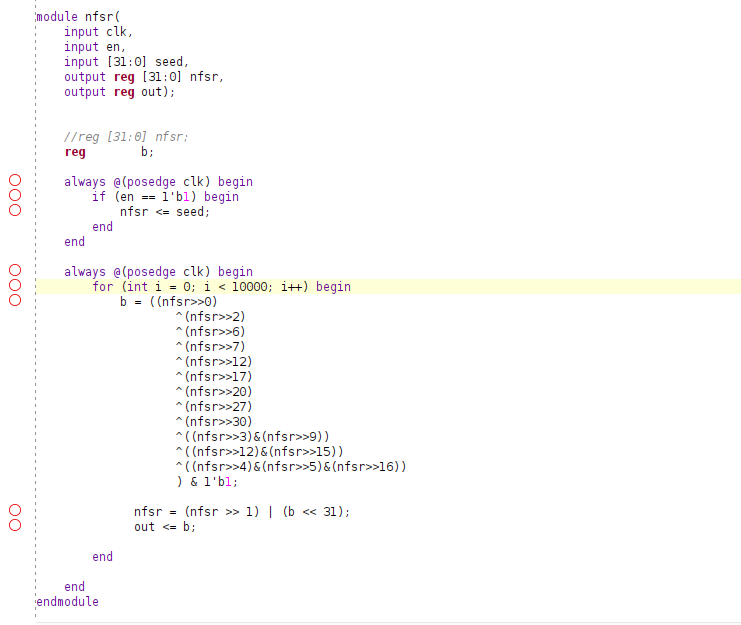 module nfsr(
    input clk,
    input en,
    input [31:0] seed,
    output reg [31:0] nfsr,
    output reg out);
    //reg [31:0] nfsr;
    reg        b;
    always @(posedge clk) begin
        if (en == 1'b1) begin
            nfsr <= seed;
        end
    end
    always @(posedge clk) begin
        for (int i = 0; i < 10000; i++) begin
            b = ((nfsr>>0)
                    ^(nfsr>>2)
                    ^(nfsr>>6)
                    ^(nfsr>>7)
                    ^(nfsr>>12)
                    ^(nfsr>>17)
                    ^(nfsr>>20)
                    ^(nfsr>>27)
                    ^(nfsr>>30)
                    ^((nfsr>>3)&(nfsr>>9))
                    ^((nfsr>>12)&(nfsr>>15))
                    ^((nfsr>>4)&(nfsr>>5)&(nfsr>>16))
                    ) & 1'b1;
              nfsr = (nfsr >> 1) | (b << 31);
              out <= b;
        end
    end
endmodule